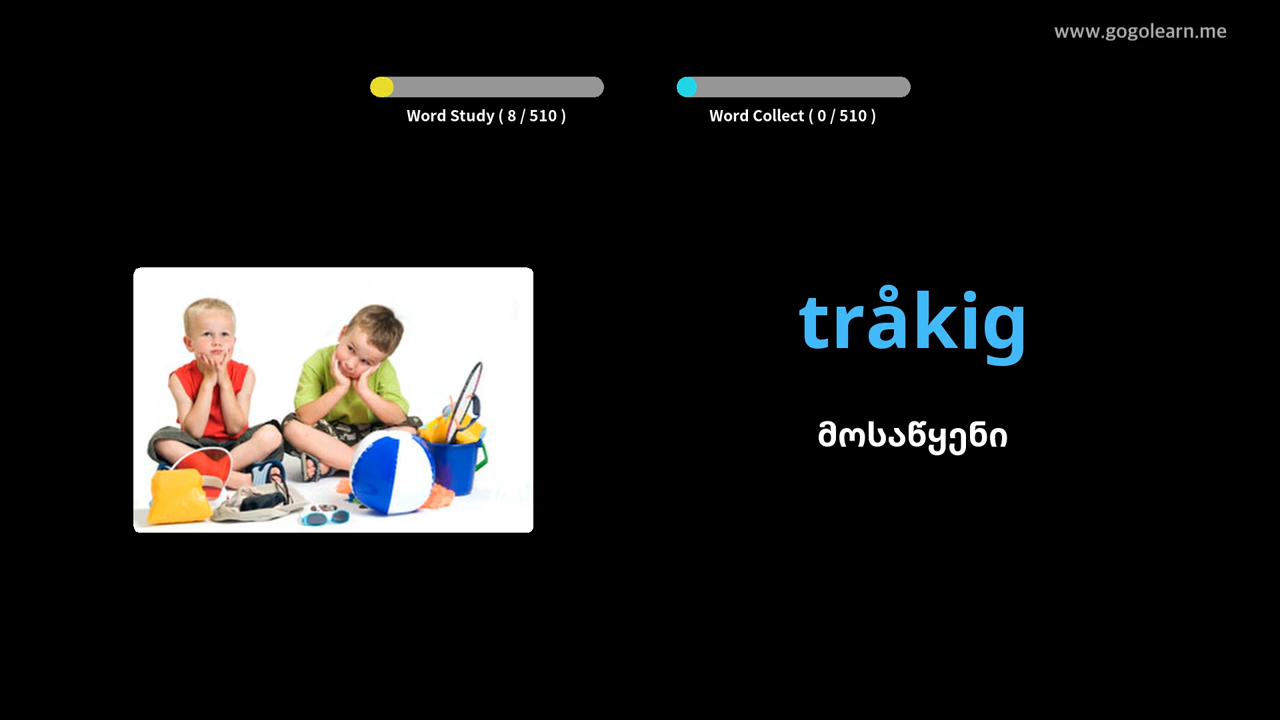 www.gogolearn.me
Word Study ( 8 / 510 )
Word Collect ( 0 / 510 )
tråkig
მოსაწყენი